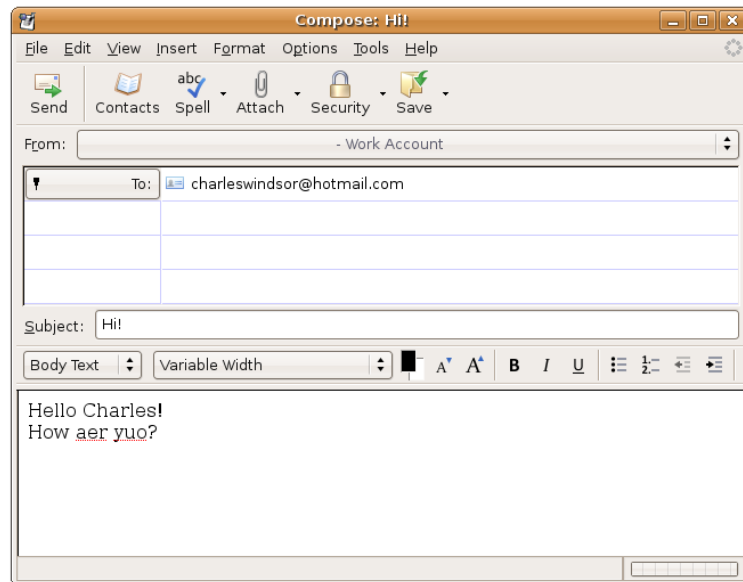 Compose: Hi!
File Edit View Insert Format Options Tools Help
Send Contacts Spell Attach Security Save
abc
From: - Work Account
To: charleswindsor@hotmail.com
Subject: Hi!
Body Text Variable Width A A B I U
Hello Charles!
How aer yuo?